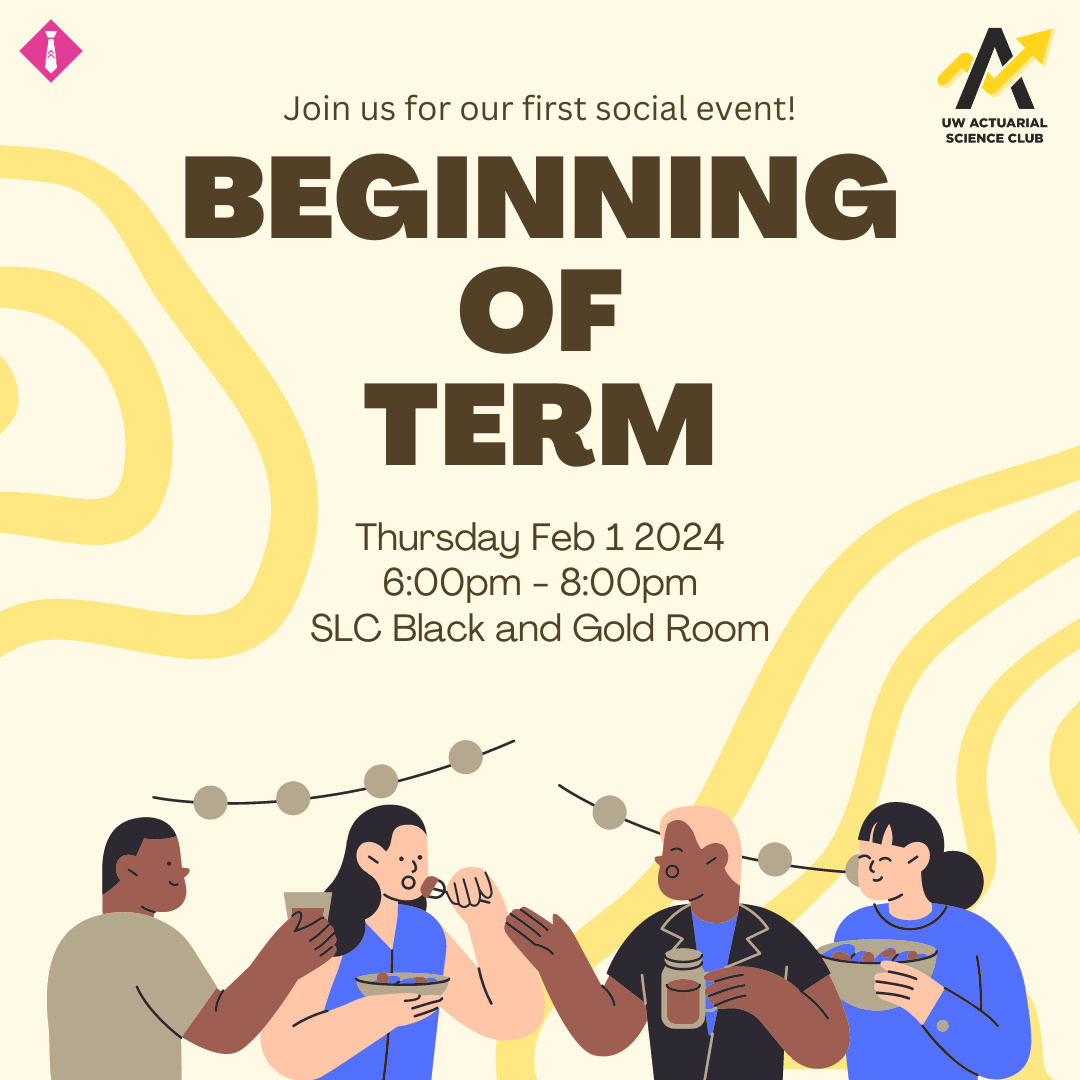 Join us for our first social event!
UW ACTUARIAL
SCIENCE CLUB
BEGINNING
OF
TERM
Thursday Feb 1 2024
6:00pm - 8:00pm
SLC Black and Gold Room